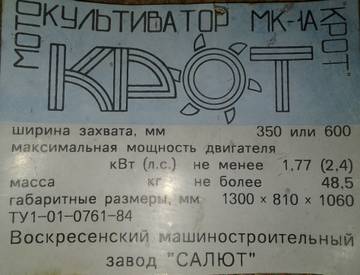 МОТОКУЛЬТИВАТОР МК-1А "КРОТ"
КРОТ
ширина захвата, мм 350 или 600
максимальная мощность двигателя
кВт (л.с.) не менее 1,77 (2,4)
масса кг не более 48,5
габаритные размеры, мм 1300 × 810 × 1060
ТУ1-01-0761-84
Воскресенский машиностроительный
завод "САЛЮТ"